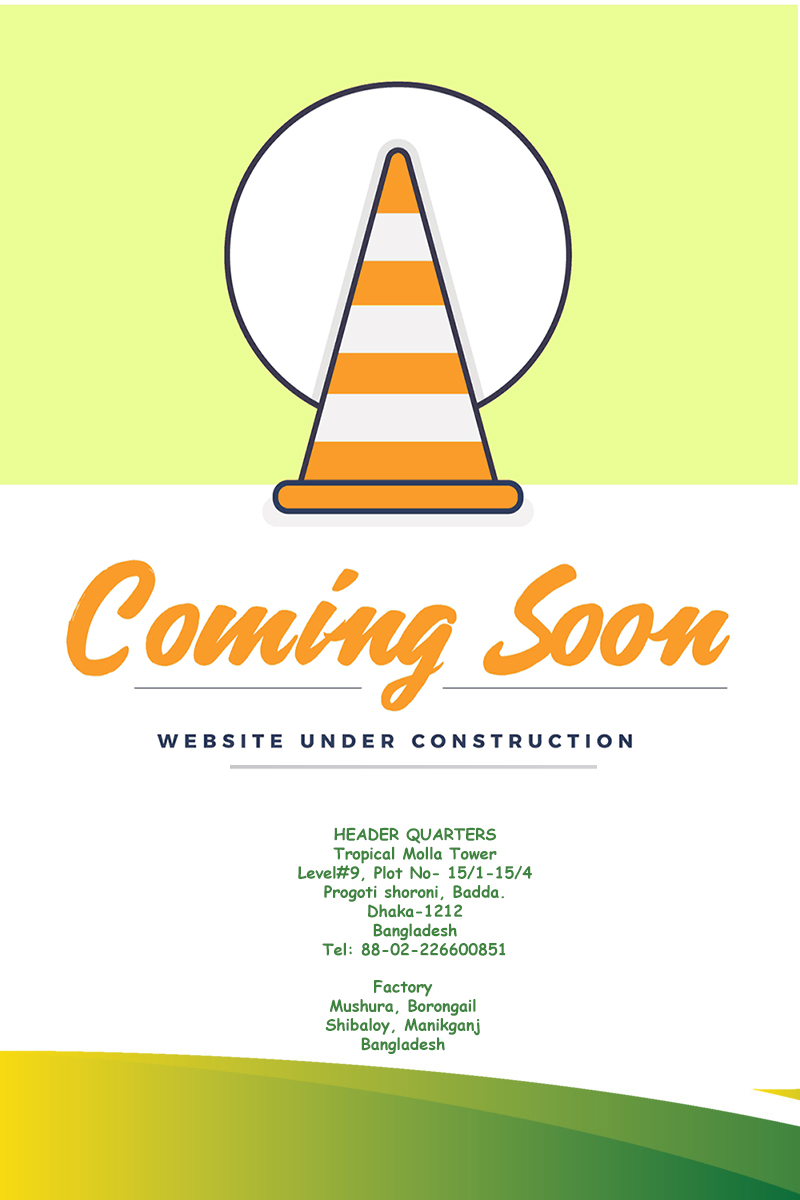 Coming Soon
WEBSITE UNDER CONSTRUCTION
HEADER QUARTERS
Tropical Molla Tower
Level#9, Plot No- 15/1-15/4
Progoti shoroni, Badda.
Dhaka-1212
Bangladesh
Tel: 88-02-226600851
Factory
Mushura, Borongail
Shibaloy, Manikganj
Bangladesh